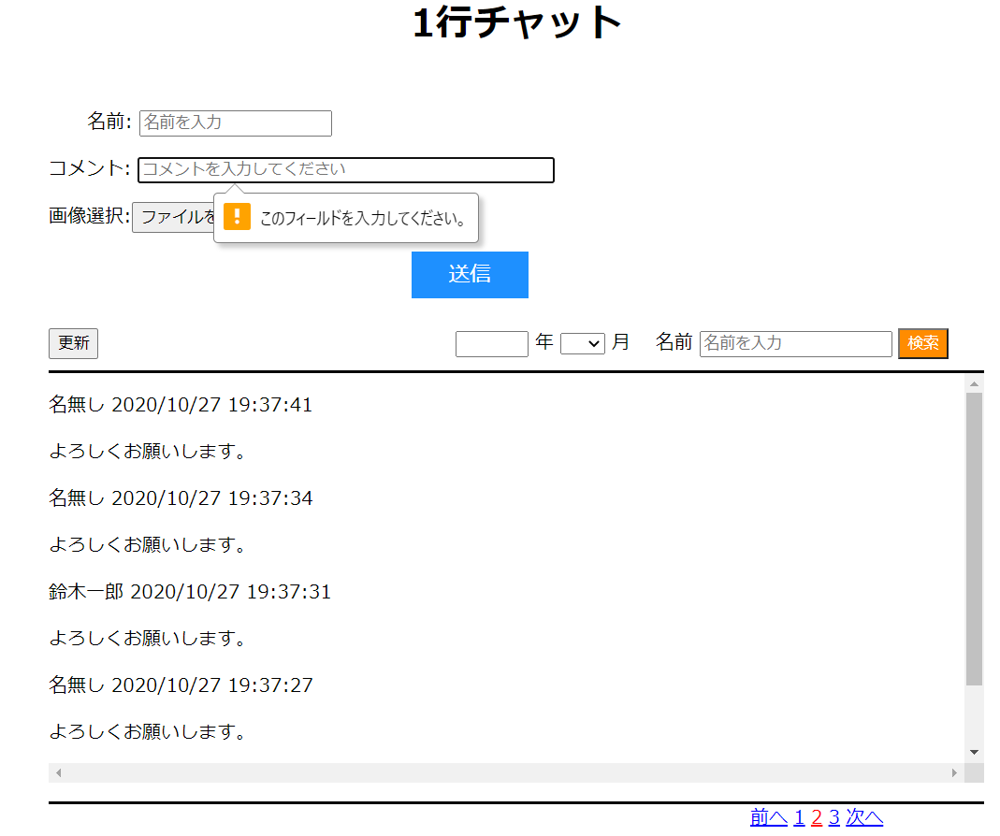 1行チャット
名前: 名前を入力
コメント: コメントを入力してください
画像選択: ファイルを
このフィールドを入力してください。
送信
更新 年 月 名前 名前を入力 検索
名無し 2020/10/27 19:37:41
よろしくお願いします。
名無し 2020/10/27 19:37:34
よろしくお願いします。
鈴木一郎 2020/10/27 19:37:31
よろしくお願いします。
名無し 2020/10/27 19:37:27
よろしくお願いします。
前へ 1 2 3 次へ